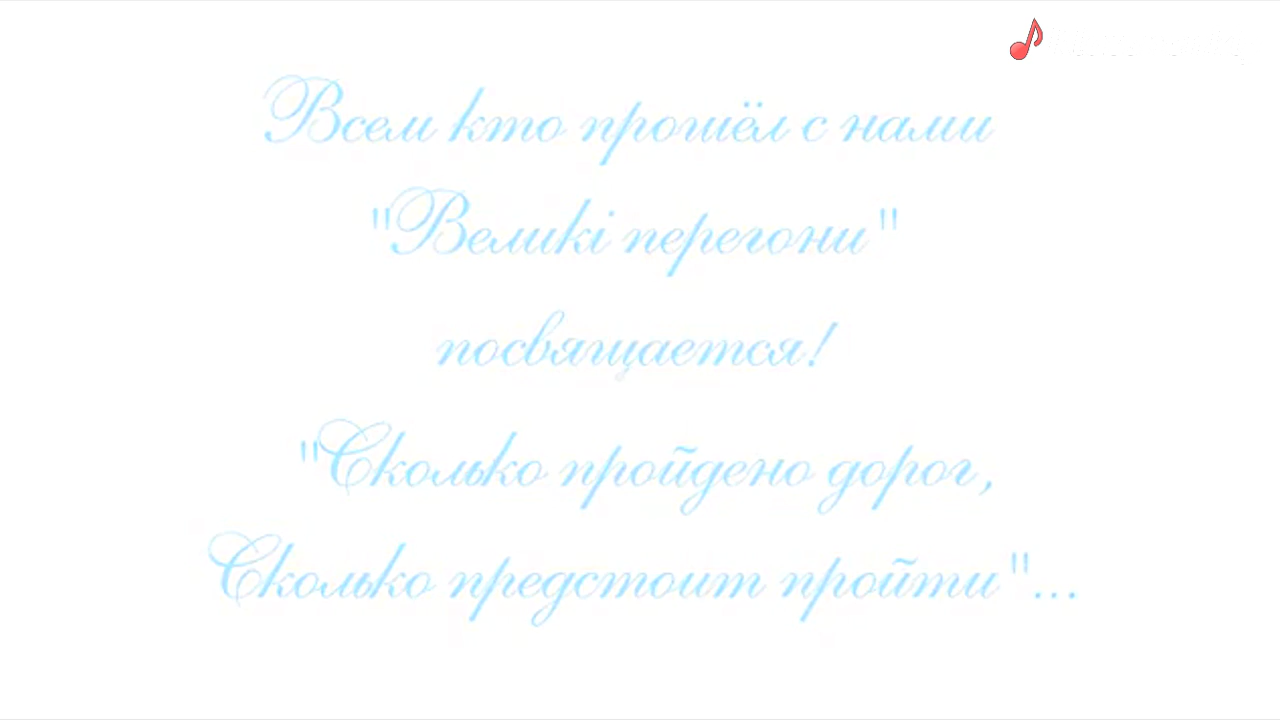 Всем кто прошёл с нами
"Великі перегони"
посвящается!
"Сколько пройдено дорог,
Сколько предстоит пройти"...